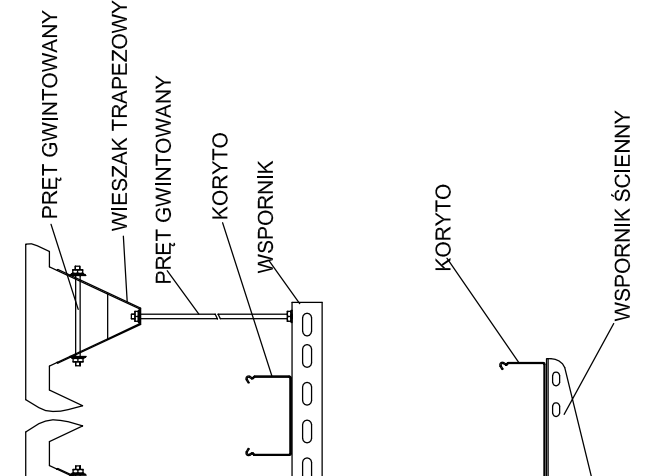 PRĘT GWINTOWANY
WIESZAK TRAPEZOWY
PRĘT GWINTOWANY
KORYTO
WSPORNIK
KORYTO
WSPORNIK ŚCIENNY